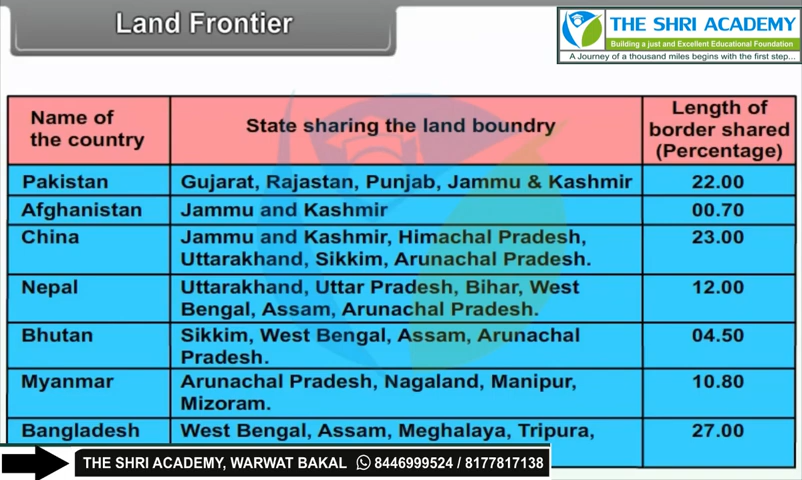 Land Frontier
THE SHRI ACADEMY
Building a just and Excellent Educational Foundation
A Journey of a thousand miles begins with the first step...
Name of the country | State sharing the land boundry | Length of border shared (Percentage)
Pakistan | Gujarat, Rajastan, Punjab, Jammu & Kashmir | 22.00
Afghanistan | Jammu and Kashmir | 00.70
China | Jammu and Kashmir, Himachal Pradesh, | 23.00
Uttarakhand, Sikkim, Arunachal Pradesh.
Nepal | Uttarakhand, Uttar Pradesh, Bihar, West | 12.00
Bengal, Assam, Arunachal Pradesh.
Bhutan | Sikkim, West Bengal, Assam, Arunachal | 04.50
Pradesh.
Myanmar | Arunachal Pradesh, Nagaland, Manipur, | 10.80
Mizoram.
Bangladesh | West Bengal, Assam, Meghalaya, Tripura, | 27.00
THE SHRI ACADEMY, WARWAT BAKAL 8446999524 / 8177817138